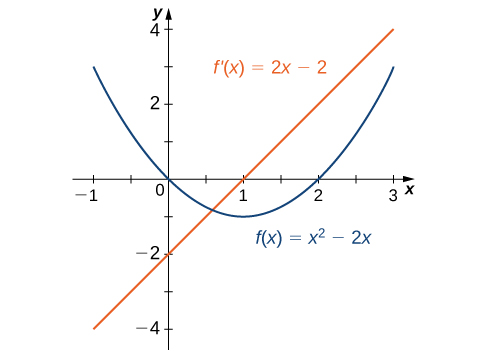 y
4
f′(x) = 2x − 2
2
−1 0 1 2 3 x
f(x) = x² − 2x
−2
−4